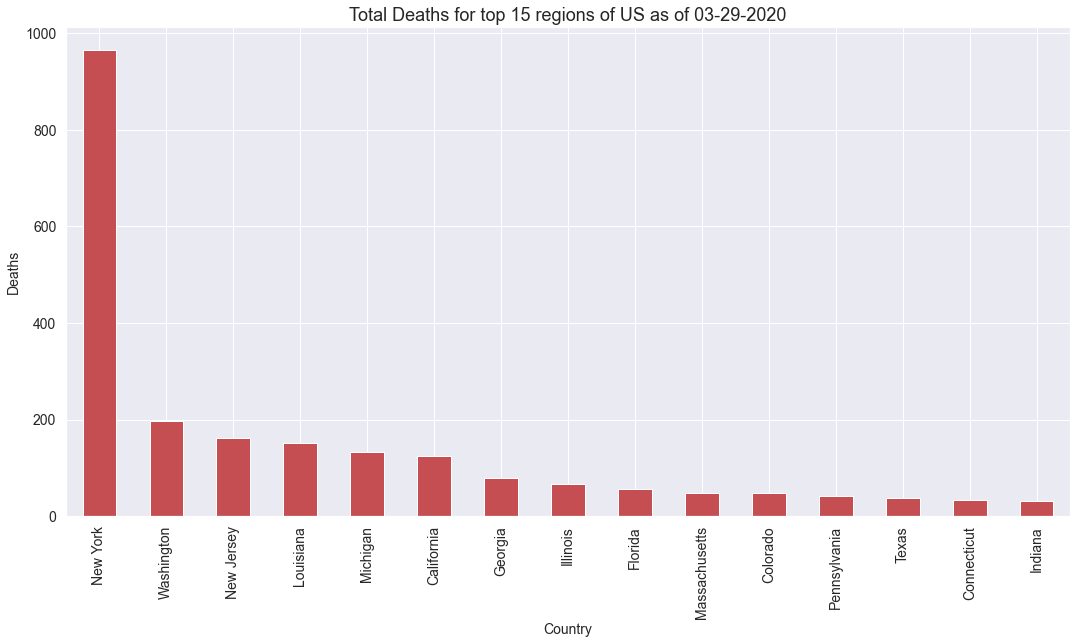 Total Deaths for top 15 regions of US as of 03-29-2020
1000
800
600
400
200
0
Deaths
New York
Washington
New Jersey
Louisiana
Michigan
California
Georgia
Illinois
Florida
Massachusetts
Colorado
Pennsylvania
Texas
Connecticut
Indiana
Country